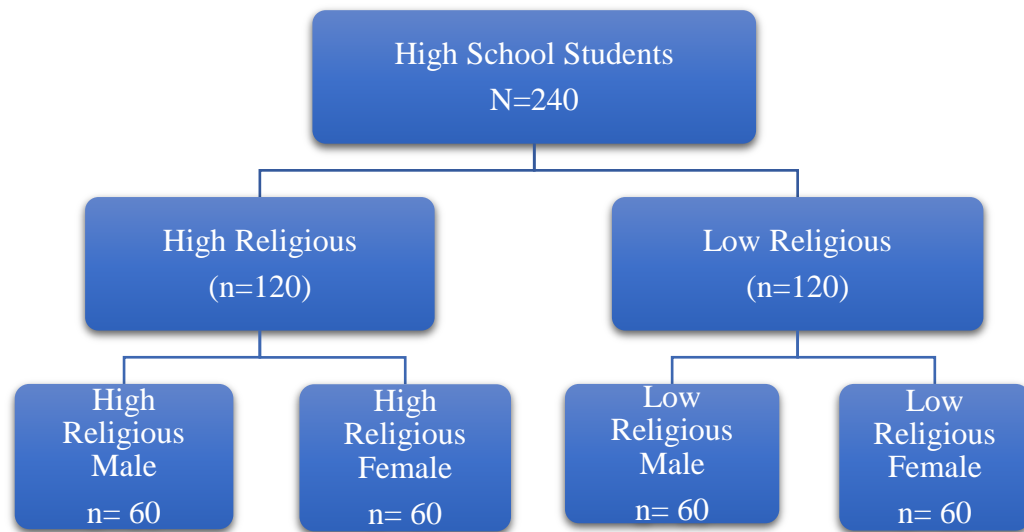 High School Students
N=240
High Religious
(n=120)
Low Religious
(n=120)
High
Religious
Male
n= 60
High
Religious
Female
n= 60
Low
Religious
Male
n= 60
Low
Religious
Female
n= 60